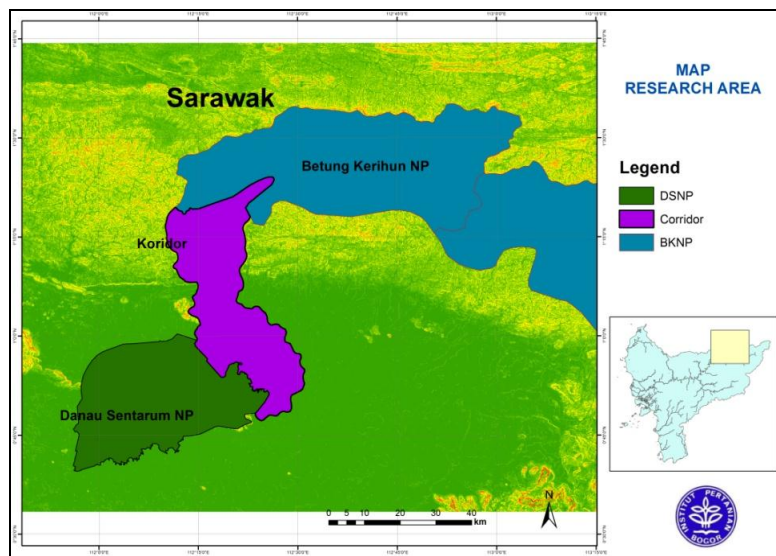 Sarawak
Betung Kerihun NP
Koridor
Danau Sentarum NP
0 5 10 20 30 40
km
N
MAP
RESEARCH AREA
Legend
DSNP
Corridor
BKNP
INSTITUT PERTANIAN
BOGOR